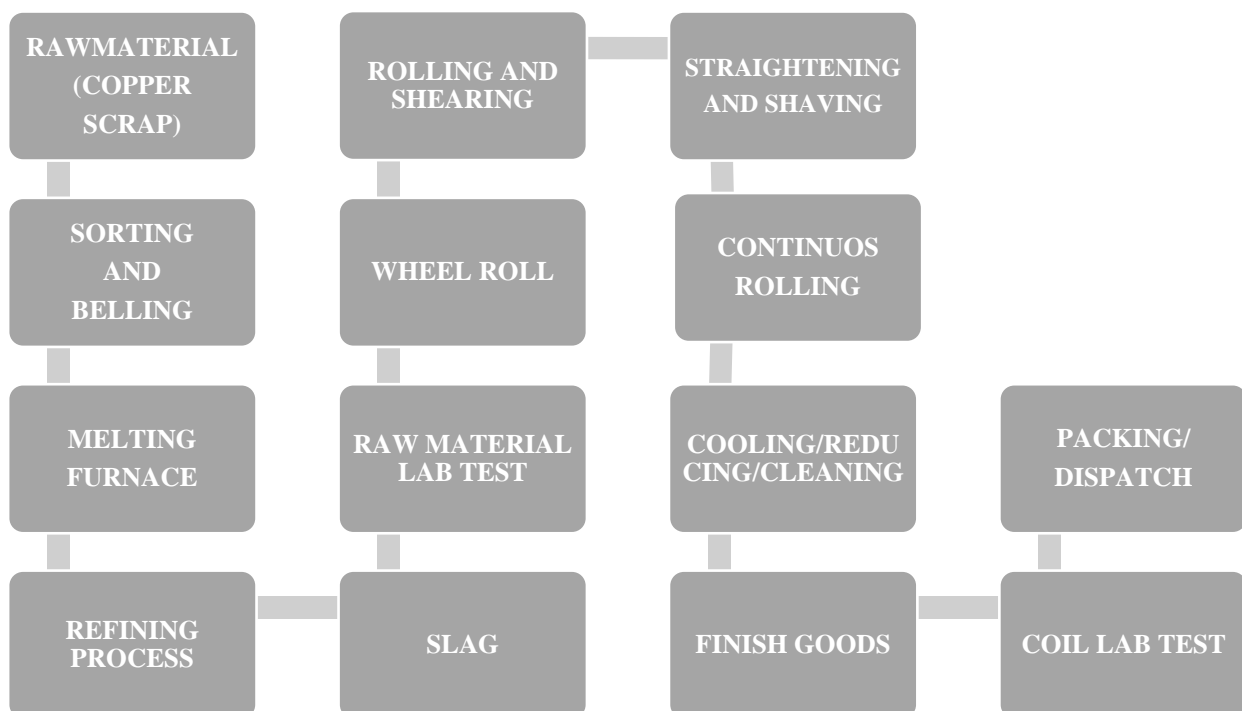 RAWMATERIAL
(COPPER
SCRAP)
SORTING
AND
BELLING
MELTING
FURNACE
REFINING
PROCESS
SLAG
RAW MATERIAL
LAB TEST
WHEEL ROLL
ROLLING AND
SHEARING
STRAIGHTENING
AND SHAVING
CONTINUOS
ROLLING
COOLING/REDU
CING/CLEANING
FINISH GOODS
COIL LAB TEST
PACKING/
DISPATCH